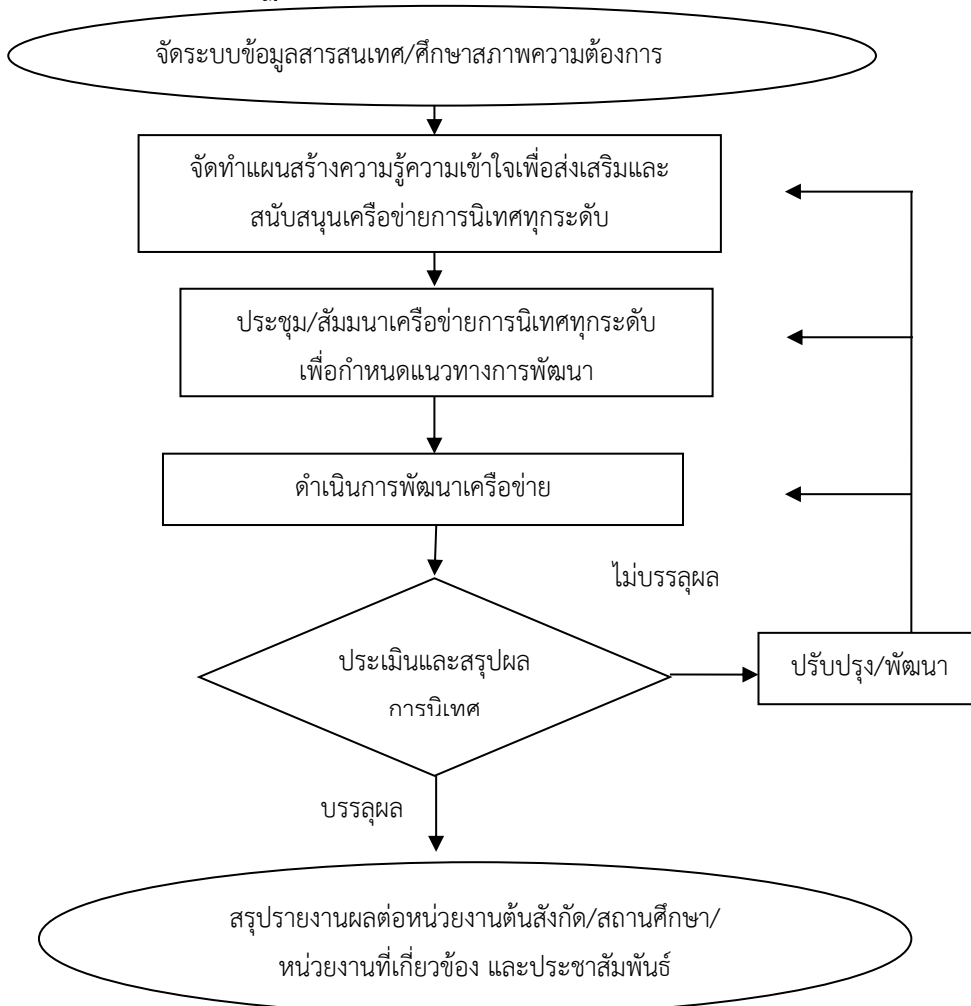 จัดระบบข้อมูลสารสนเทศ/ศึกษาสภาพความต้องการ
จัดทำแผนสร้างความรู้ความเข้าใจเพื่อส่งเสริมและ
สนับสนุนเครือข่ายการนิเทศทุกระดับ
ประชุม/สัมมนาเครือข่ายการนิเทศทุกระดับ
เพื่อกำหนดแนวทางการพัฒนา
ดำเนินการพัฒนาเครือข่าย
ไม่บรรลุผล
ประเมินและสรุปผล
การนิเทศ
ปรับปรุง/พัฒนา
บรรลุผล
สรุปรายงานผลต่อหน่วยงานต้นสังกัด/สถานศึกษา/
หน่วยงานที่เกี่ยวข้อง และประชาสัมพันธ์